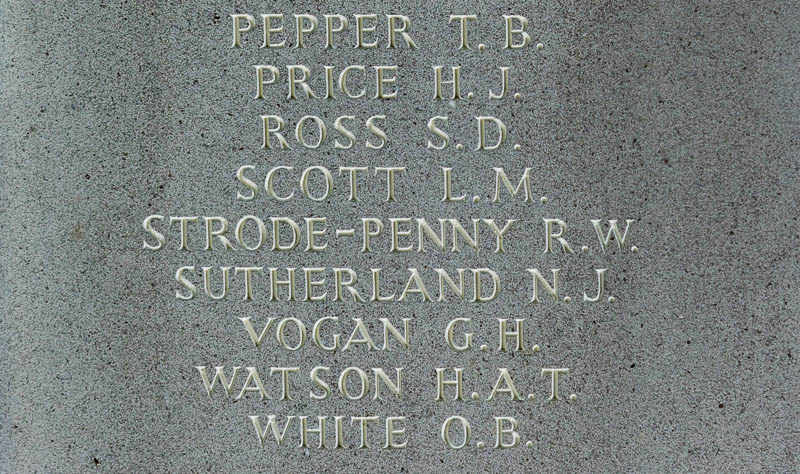 PEPPER T. B.
PRICE H. J.
ROSS S. D.
SCOTT L. M.
STRODE-PENNY R. W.
SUTHERLAND N. J.
VOGAN G. H.
WATSON H. A. T.
WHITE O. B.